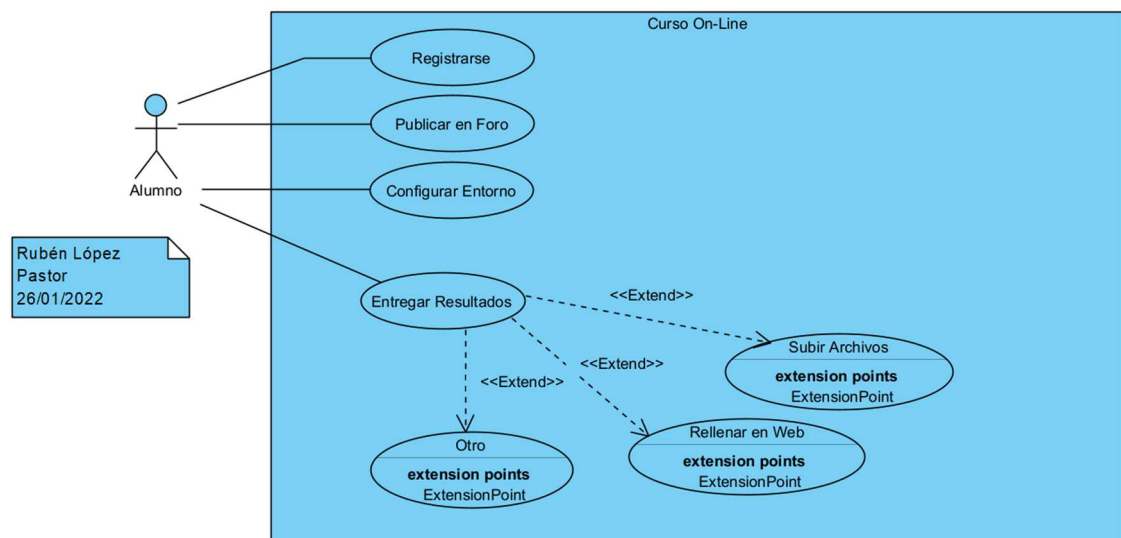 Curso On-Line
Registrarse
Publicar en Foro
Alumno
Configurar Entorno
Rubén López
Pastor
26/01/2022
Entregar Resultados
<<Extend>>
<<Extend>>
<<Extend>>
Subir Archivos
extension points
ExtensionPoint
Rellenar en Web
extension points
ExtensionPoint
Otro
extension points
ExtensionPoint